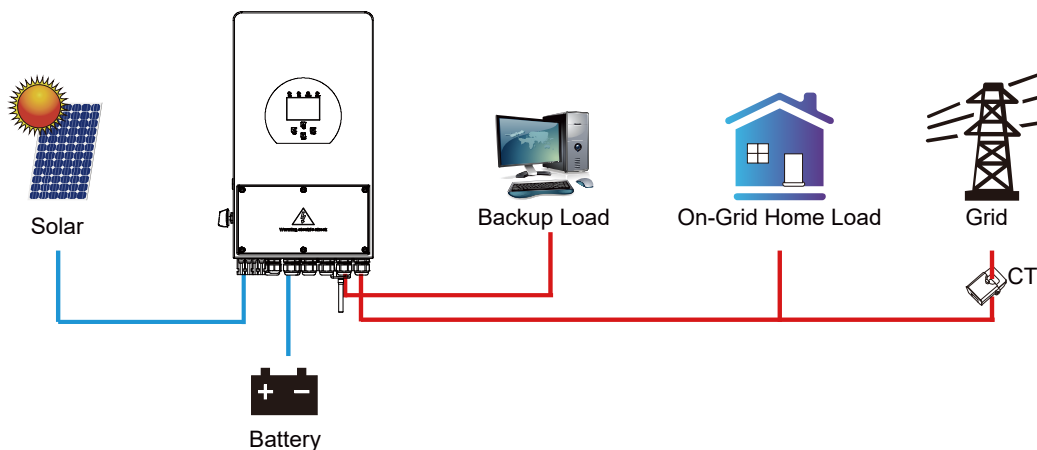 Solar
Backup Load
On-Grid Home Load
Grid
CT
+ −
Battery